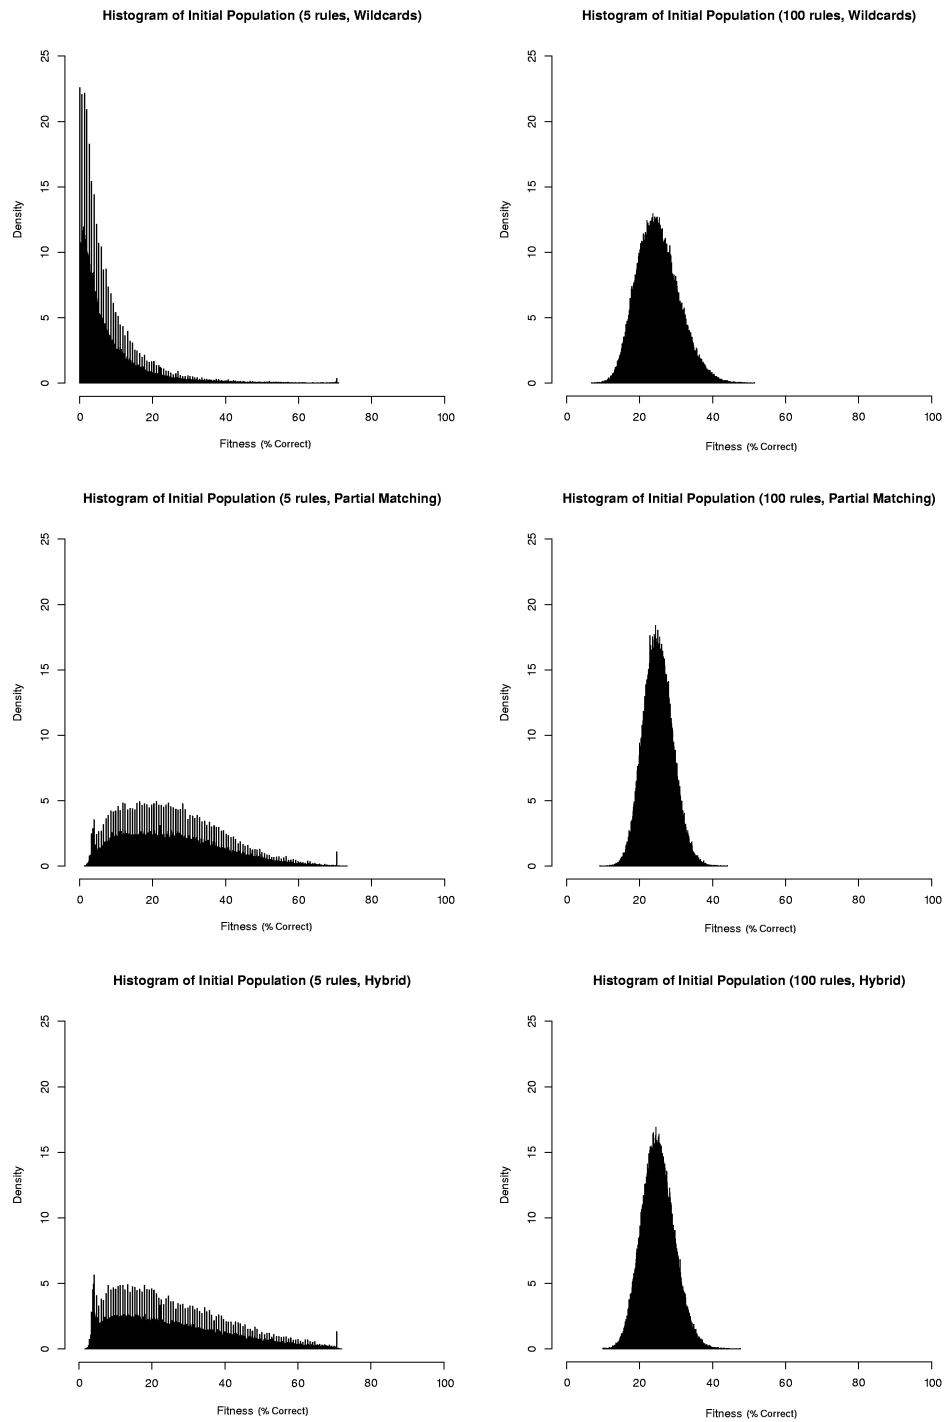 Histogram of Initial Population (5 rules, Wildcards)
Density
0 5 10 15 20 25
0 20 40 60 80 100
Fitness (% Correct)
Histogram of Initial Population (100 rules, Wildcards)
Density
0 5 10 15 20 25
0 20 40 60 80 100
Fitness (% Correct)
Histogram of Initial Population (5 rules, Partial Matching)
Density
0 5 10 15 20 25
0 20 40 60 80 100
Fitness (% Correct)
Histogram of Initial Population (100 rules, Partial Matching)
Density
0 5 10 15 20 25
0 20 40 60 80 100
Fitness (% Correct)
Histogram of Initial Population (5 rules, Hybrid)
Density
0 5 10 15 20 25
0 20 40 60 80 100
Fitness (% Correct)
Histogram of Initial Population (100 rules, Hybrid)
Density
0 5 10 15 20 25
0 20 40 60 80 100
Fitness (% Correct)